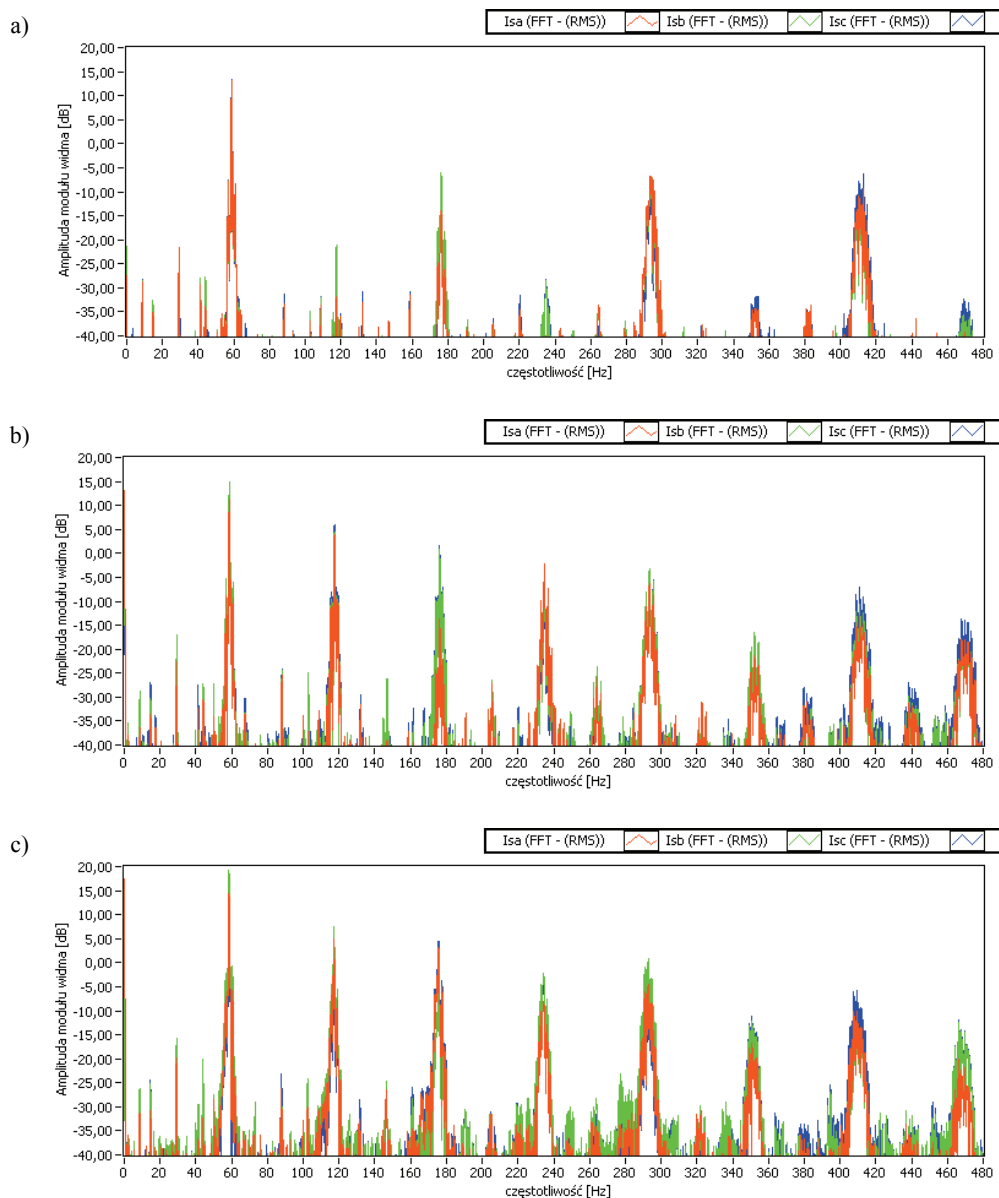 a)
Isa (FFT - (RMS)) Isb (FFT - (RMS)) Isc (FFT - (RMS))
20,00
15,00
10,00
5,00
0,00
-5,00
-10,00
-15,00
-20,00
-25,00
-30,00
-35,00
-40,00
Amplituda modułu widma [dB]
0 20 40 60 80 100 120 140 160 180 200 220 240 260 280 300 320 340 360 380 400 420 440 460 480
częstotliwość [Hz]
b)
Isa (FFT - (RMS)) Isb (FFT - (RMS)) Isc (FFT - (RMS))
20,00
15,00
10,00
5,00
0,00
-5,00
-10,00
-15,00
-20,00
-25,00
-30,00
-35,00
-40,00
Amplituda modułu widma [dB]
0 20 40 60 80 100 120 140 160 180 200 220 240 260 280 300 320 340 360 380 400 420 440 460 480
częstotliwość [Hz]
c)
Isa (FFT - (RMS)) Isb (FFT - (RMS)) Isc (FFT - (RMS))
20,00
15,00
10,00
5,00
0,00
-5,00
-10,00
-15,00
-20,00
-25,00
-30,00
-35,00
-40,00
Amplituda modułu widma [dB]
0 20 40 60 80 100 120 140 160 180 200 220 240 260 280 300 320 340 360 380 400 420 440 460 480
częstotliwość [Hz]